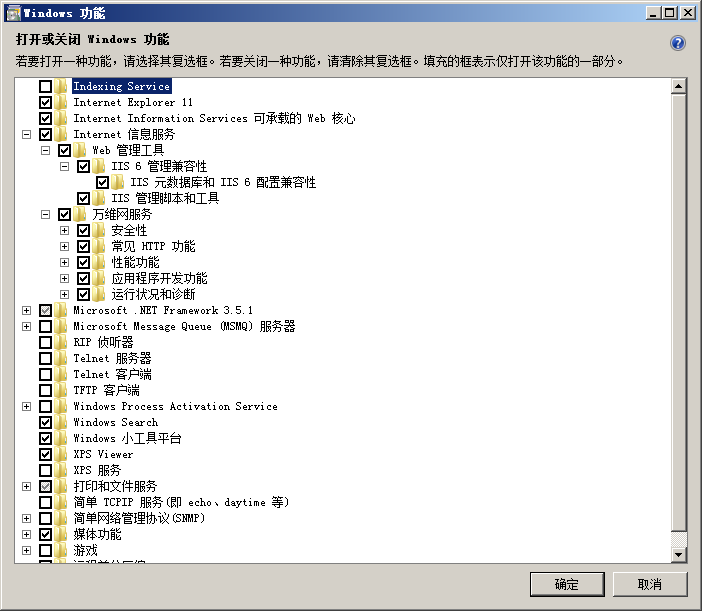 Windows 功能
打开或关闭 Windows 功能
若要打开一种功能，请选择其复选框。若要关闭一种功能，请清除其复选框。填充的框表示仅打开该功能的一部分。
Indexing Service
Internet Explorer 11
Internet Information Services 可承载的 Web 核心
Internet 信息服务
Web 管理工具
IIS 6 管理兼容性
IIS 元数据库和 IIS 6 配置兼容性
IIS 管理脚本和工具
万维网服务
安全性
常见 HTTP 功能
性能功能
应用程序开发功能
运行状况和诊断
Microsoft .NET Framework 3.5.1
Microsoft Message Queue (MSMQ) 服务器
RIP 侦听器
Telnet 服务器
Telnet 客户端
TFTP 客户端
Windows Process Activation Service
Windows Search
Windows 小工具平台
XPS Viewer
XPS 服务
打印和文件服务
简单 TCPIP 服务(即 echo、daytime 等)
简单网络管理协议(SNMP)
媒体功能
游戏
确定
取消